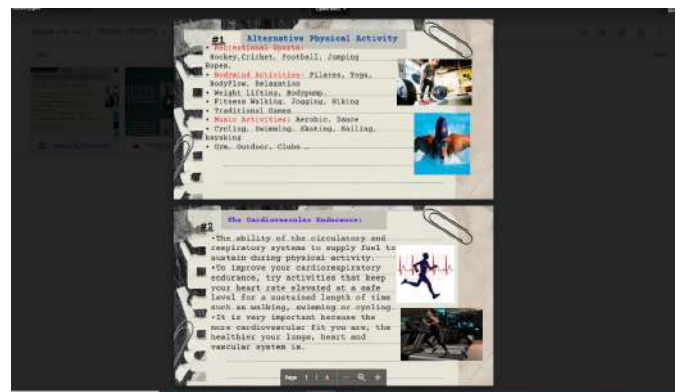 #1
Alternative Physical Activity
• Recreational Sports:
Hockey,Cricket, Football, Jumping
Ropes.
• Bodymind Activities: Pilates, Yoga,
BodyFlow, Relaxation
• Weight lifting, Bodypump.
• Fitness Walking, Jogging, Hiking
• Traditional Games
• Music Activities: Aerobic, Dance
• Cycling, Swimming, Skating, Sailing,
kayaking
• Gym, Outdoor, Clubs …
#2
The Cardiovascular Endurance:
•The ability of the circulatory and
respiratory systems to supply fuel to
sustain during physical activity.
•To improve your cardiorespiratory
endurance, try activities that keep
your heart rate elevated at a safe
level for a sustained length of time
such as walking, swimming or cycling.
•It is very important because the
more cardiovascular fit you are, the
healthier your lungs, heart and
vascular system is.
Page 1 /